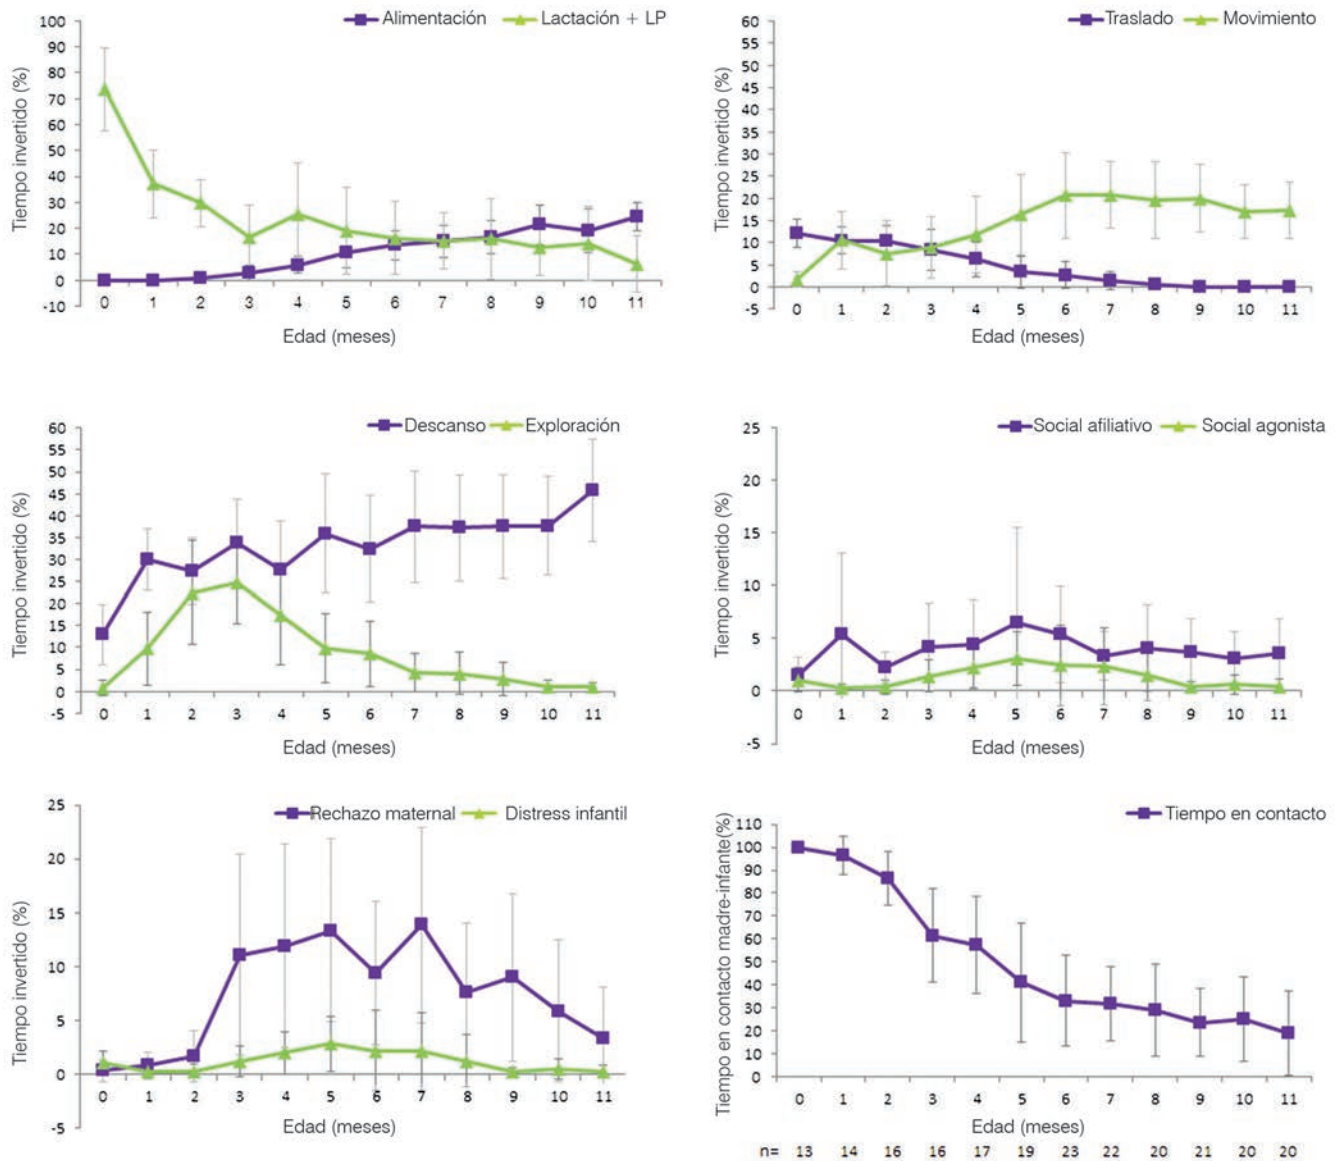 Alimentación Lactación + LP
Tiempo invertido (%)
100
90
80
70
60
50
40
30
20
10
0
-10
0 1 2 3 4 5 6 7 8 9 10 11
Edad (meses)
Traslado Movimiento
Tiempo invertido (%)
60
55
50
45
40
35
30
25
20
15
10
5
0
-5
0 1 2 3 4 5 6 7 8 9 10 11
Edad (meses)
Descanso Exploración
Tiempo invertido (%)
60
55
50
45
40
35
30
25
20
15
10
5
0
-5
0 1 2 3 4 5 6 7 8 9 10 11
Edad (meses)
Social afiliativo Social agonista
Tiempo invertido (%)
25
20
15
10
5
0
-5
0 1 2 3 4 5 6 7 8 9 10 11
Edad (meses)
Rechazo maternal Distress infantil
Tiempo invertido (%)
25
20
15
10
5
0
-5
0 1 2 3 4 5 6 7 8 9 10 11
Edad (meses)
Tiempo en contacto
Tiempo en contacto madre-infante(%)
110
100
90
80
70
60
50
40
30
20
10
0
0 1 2 3 4 5 6 7 8 9 10 11
Edad (meses)
n= 13 14 16 16 17 19 23 22 20 21 20 20